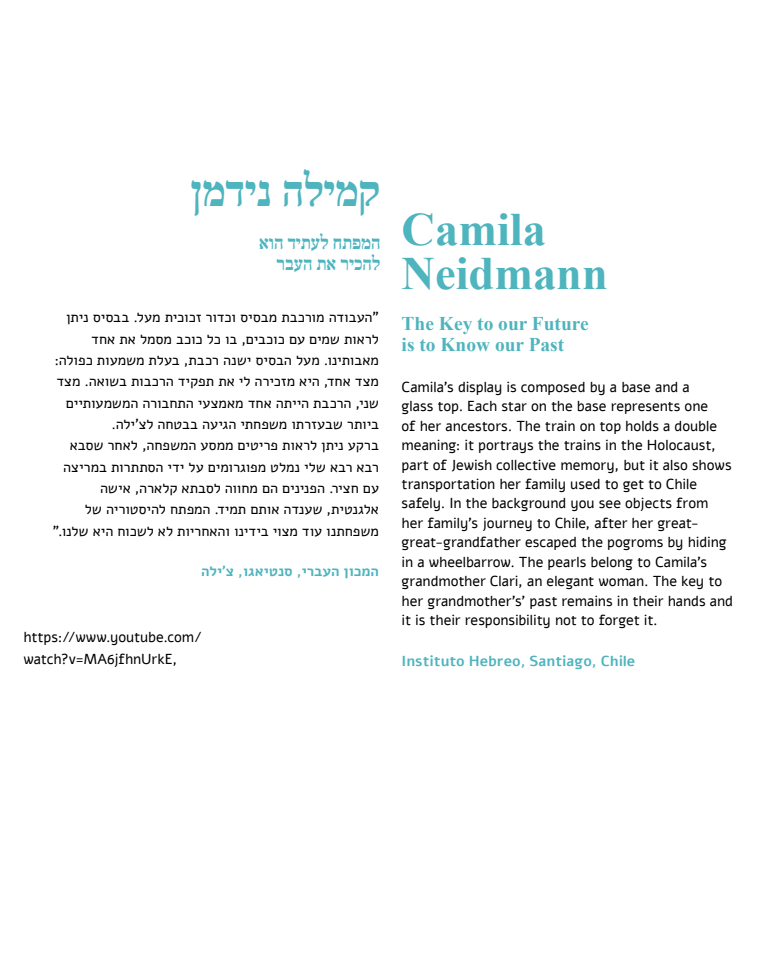 קמילה נידמן
המפתח לעתיד הוא
להכיר את העבר
"העבודה מורכבת מבסיס וכדור זכוכית מעל. בבסיס ניתן
לראות שמים עם כוכבים, בו כל כוכב מסמל את אחד
מאבותינו. מעל הבסיס ישנה רכבת, בעלת משמעות כפולה:
מצד אחד, היא מזכירה לי את תפקיד הרכבות בשואה. מצד
שני, הרכבת הייתה אחד מאמצעי התחבורה המשמעותיים
ביותר שבעזרתו משפחתי הגיעה בבטחה לצ'ילה.
ברקע ניתן לראות פריטים ממסע המשפחה, לאחר שסבא
רבא רבא שלי נמלט מפוגרומים על ידי הסתתרות במריצה
עם חציר. הפנינים הם מחווה לסבתא קלארה, אישה
אלגנטית, שענדה אותם תמיד. המפתח להיסטוריה של
משפחתנו עוד מצוי בידינו והאחריות לא לשכוח היא שלנו."
המכון העברי, סנטיאגו, צ'ילה
https://www.youtube.com/
watch?v=MA6jfhnUrkE,
Camila
Neidmann
The Key to our Future
is to Know our Past
Camila's display is composed by a base and a
glass top. Each star on the base represents one
of her ancestors. The train on top holds a double
meaning: it portrays the trains in the Holocaust,
part of Jewish collective memory, but it also shows
transportation her family used to get to Chile
safely. In the background you see objects from
her family's journey to Chile, after her great-
great-grandfather escaped the pogroms by hiding
in a wheelbarrow. The pearls belong to Camila's
grandmother Clari, an elegant woman. The key to
her grandmother's' past remains in their hands and
it is their responsibility not to forget it.
Instituto Hebreo, Santiago, Chile